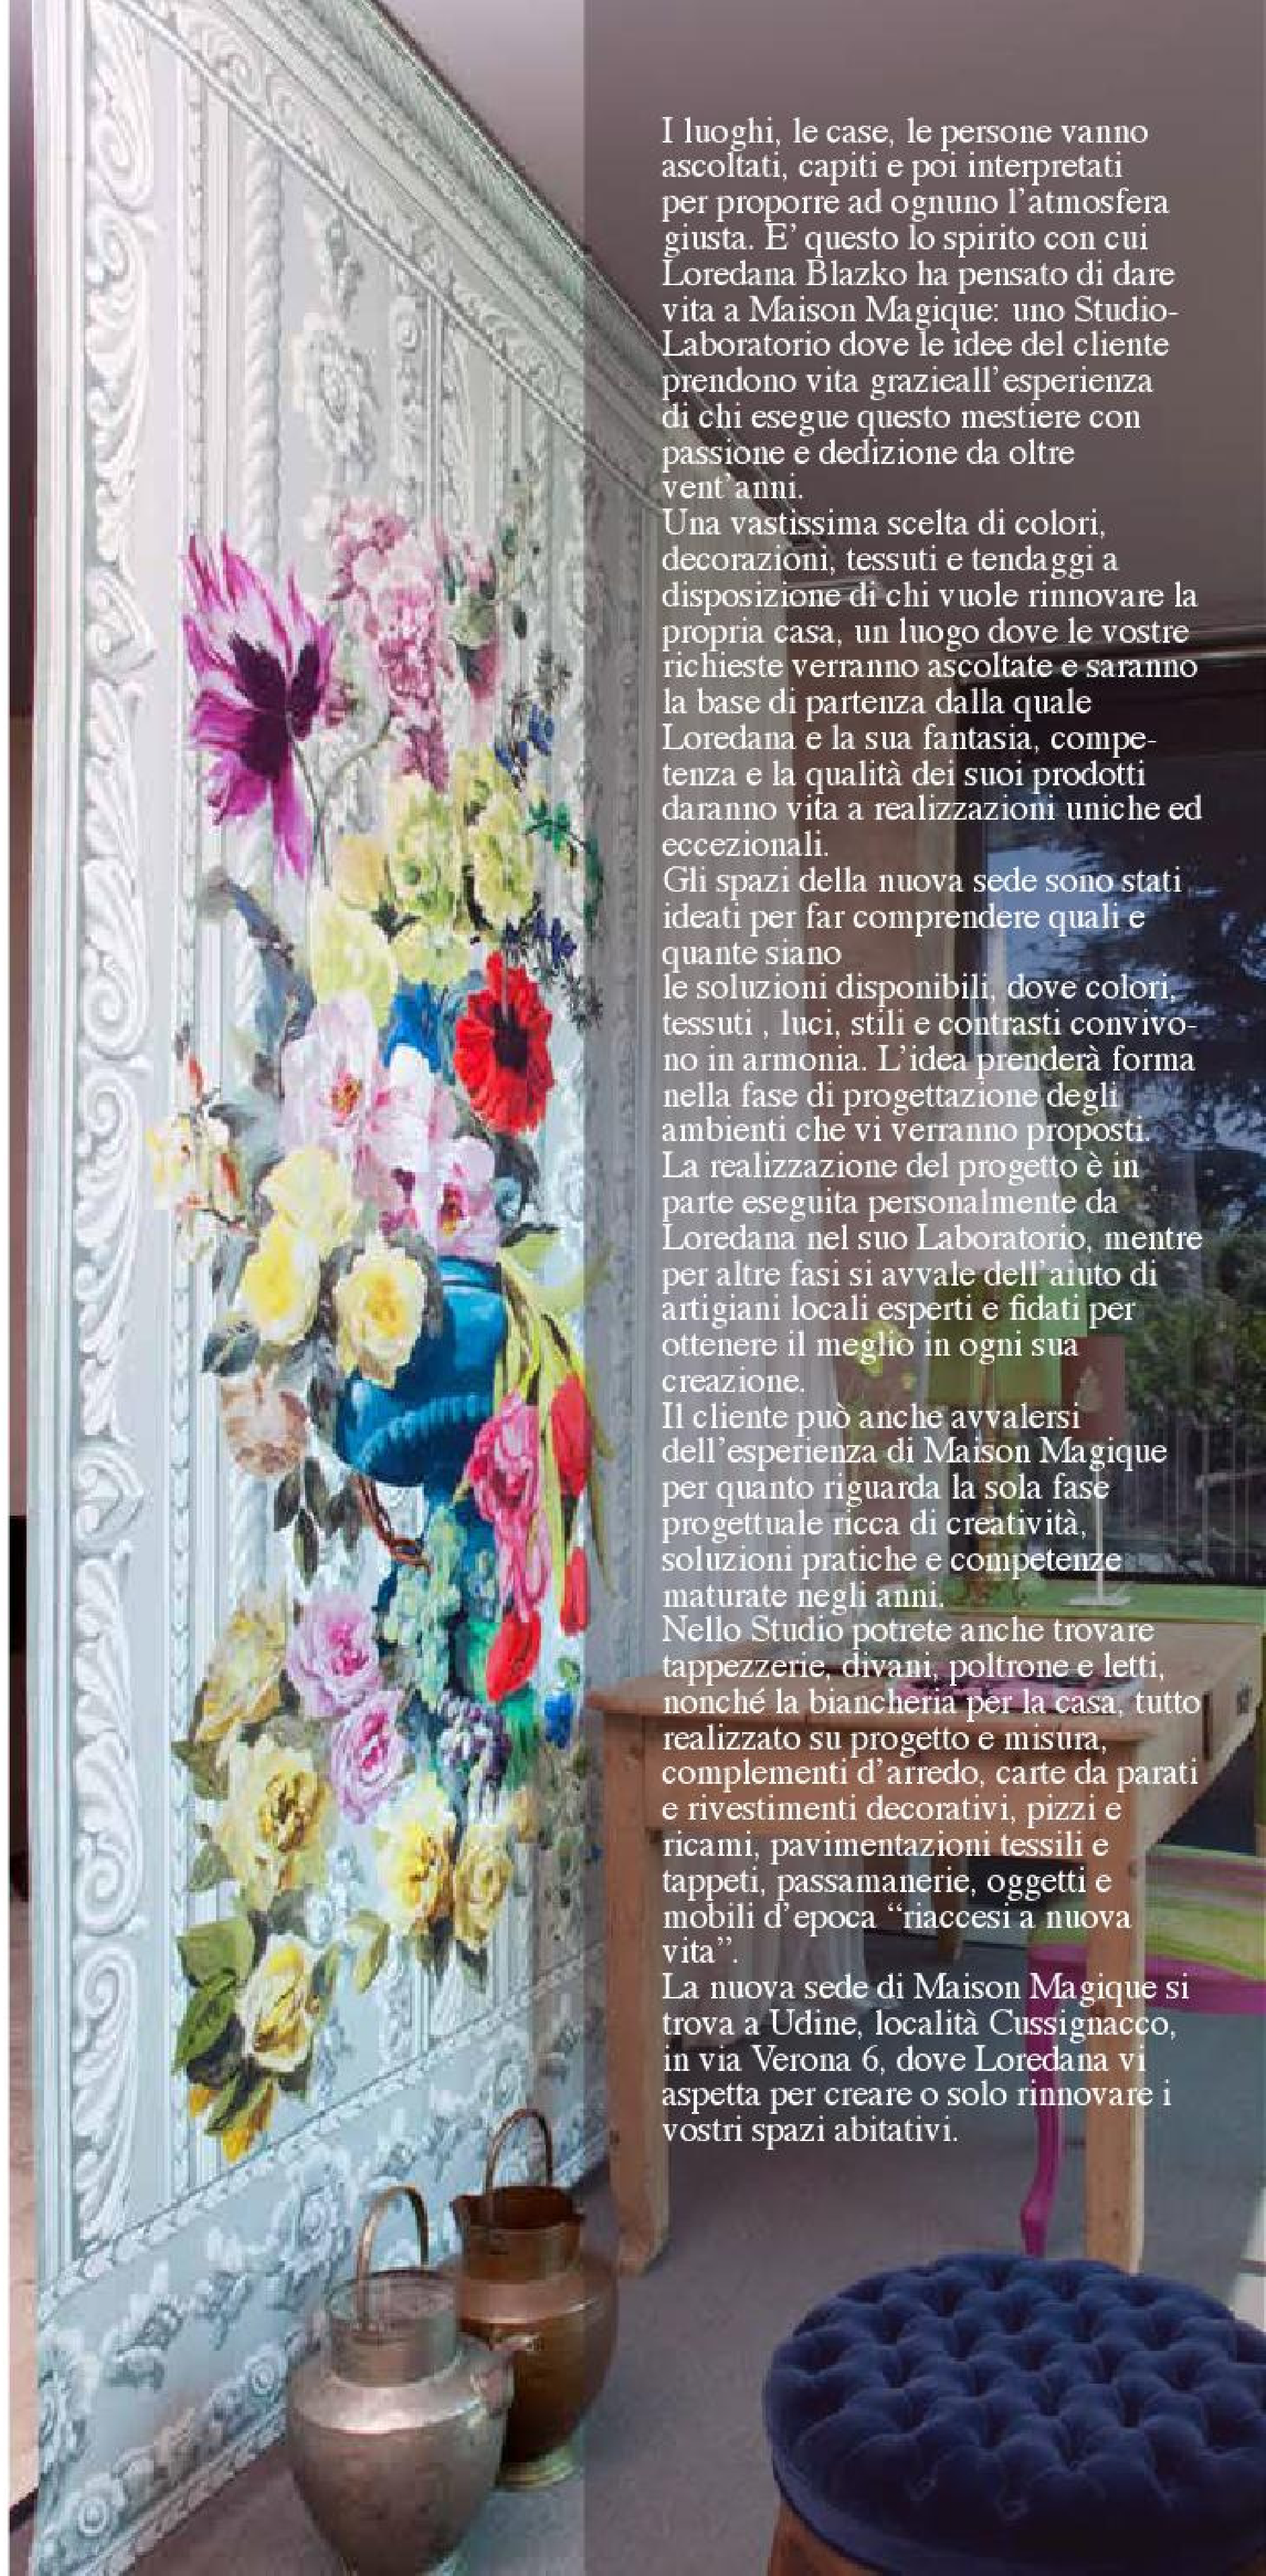 I luoghi, le case, le persone vanno
ascoltati, capiti e poi interpretati
per proporre ad ognuno l'atmosfera
giusta. E' questo lo spirito con cui
Loredana Blazko ha pensato di dare
vita a Maison Magique: uno Studio-
Laboratorio dove le idee del cliente
prendono vita grazieall'esperienza
di chi esegue questo mestiere con
passione e dedizione da oltre
vent'anni.
Una vastissima scelta di colori,
decorazioni, tessuti e tendaggi a
disposizione di chi vuole rinnovare la
propria casa, un luogo dove le vostre
richieste verranno ascoltate e saranno
la base di partenza dalla quale
Loredana e la sua fantasia, compe-
tenza e la qualità dei suoi prodotti
daranno vita a realizzazioni uniche ed
eccezionali.
Gli spazi della nuova sede sono stati
ideati per far comprendere quali e
quante siano
le soluzioni disponibili, dove colori,
tessuti , luci, stili e contrasti convivo-
no in armonia. L'idea prenderà forma
nella fase di progettazione degli
ambienti che vi verranno proposti.
La realizzazione del progetto è in
parte eseguita personalmente da
Loredana nel suo Laboratorio, mentre
per altre fasi si avvale dell'aiuto di
artigiani locali esperti e fidati per
ottenere il meglio in ogni sua
creazione.
Il cliente può anche avvalersi
dell'esperienza di Maison Magique
per quanto riguarda la sola fase
progettuale ricca di creatività,
soluzioni pratiche e competenze
maturate negli anni.
Nello Studio potrete anche trovare
tappezzerie, divani, poltrone e letti,
nonché la biancheria per la casa, tutto
realizzato su progetto e misura,
complementi d'arredo, carte da parati
e rivestimenti decorativi, pizzi e
ricami, pavimentazioni tessili e
tappeti, passamanerie, oggetti e
mobili d'epoca “riaccesi a nuova
vita”.
La nuova sede di Maison Magique si
trova a Udine, località Cussignacco,
in via Verona 6, dove Loredana vi
aspetta per creare o solo rinnovare i
vostri spazi abitativi.